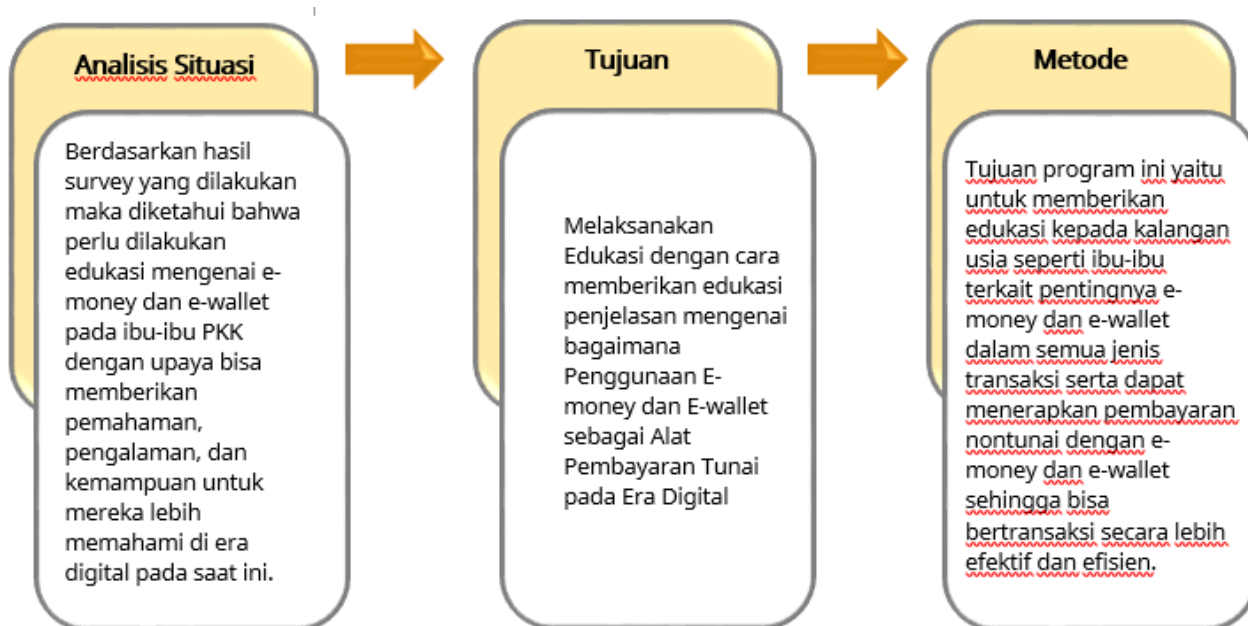 Analisis Situasi
Berdasarkan hasil
survey yang dilakukan
maka diketahui bahwa
perlu dilakukan
edukasi mengenai e-
money dan e-wallet
pada ibu-ibu PKK
dengan upaya bisa
memberikan
pemahaman,
pengalaman, dan
kemampuan untuk
mereka lebih
memahami di era
digital pada saat ini.
Tujuan
Melaksanakan
Edukasi dengan cara
memberikan edukasi
penjelasan mengenai
bagaimana
Penggunaan E-
money dan E-wallet
sebagai Alat
Pembayaran Tunai
pada Era Digital
Metode
Tujuan program ini yaitu
untuk memberikan
edukasi kepada kalangan
usia seperti ibu-ibu
terkait pentingnya e-
money dan e-wallet
dalam semua jenis
transaksi serta dapat
menerapkan pembayaran
nontunai dengan e-
money dan e-wallet
sehingga bisa
bertransaksi secara lebih
efektif dan efisien.